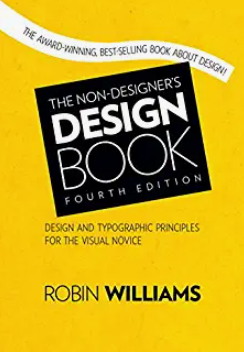 THE AWARD-WINNING, BEST-SELLING BOOK ABOUT DESIGN!
THE NON-DESIGNER'S
DESIGN
BOOK
FOURTH EDITION
DESIGN AND TYPOGRAPHIC PRINCIPLES
FOR THE VISUAL NOVICE
ROBIN WILLIAMS